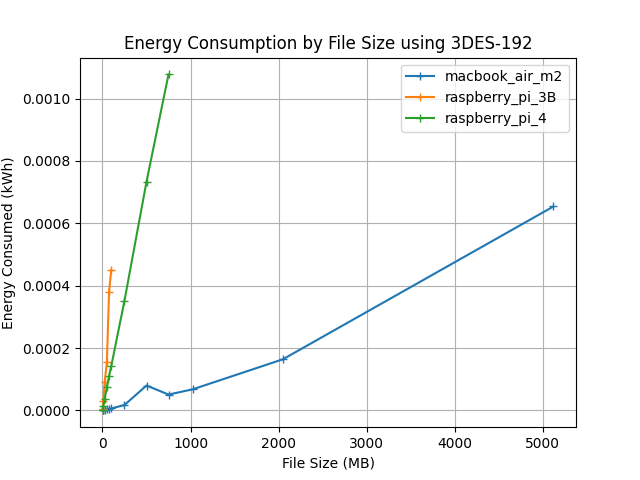 Energy Consumption by File Size using 3DES-192
macbook_air_m2
raspberry_pi_3B
raspberry_pi_4
Energy Consumed (kWh)
0.0010
0.0008
0.0006
0.0004
0.0002
0.0000
0 1000 2000 3000 4000 5000
File Size (MB)